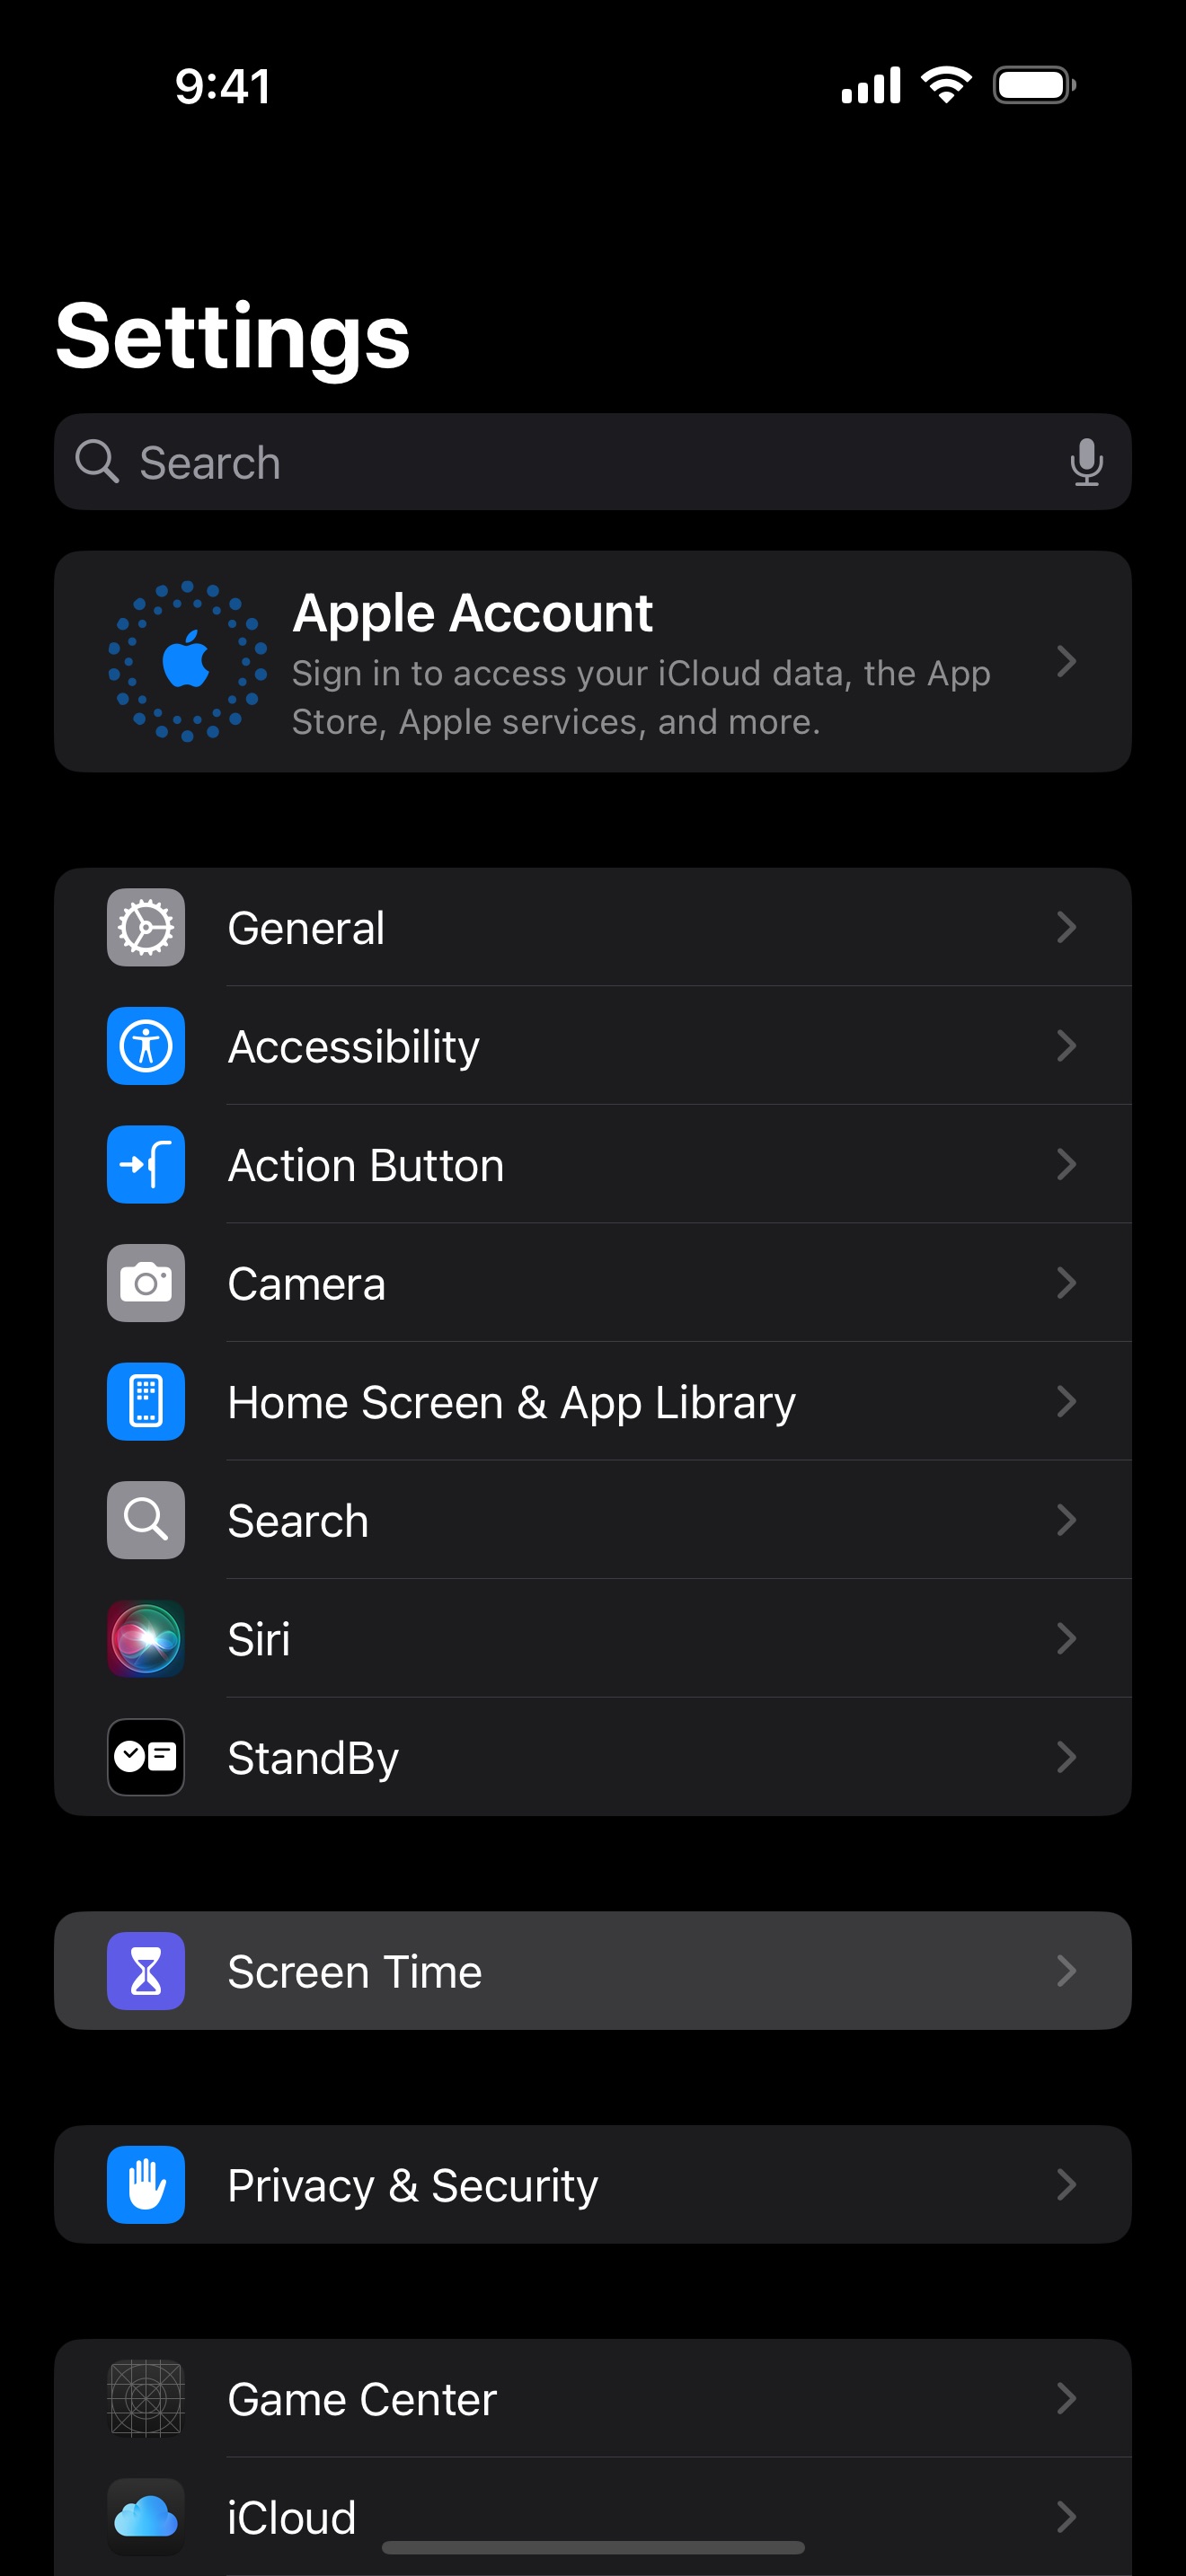 9:41
Settings
Search
Apple Account
Sign in to access your iCloud data, the App
Store, Apple services, and more.
General
Accessibility
Action Button
Camera
Home Screen & App Library
Search
Siri
StandBy
Screen Time
Privacy & Security
Game Center
iCloud